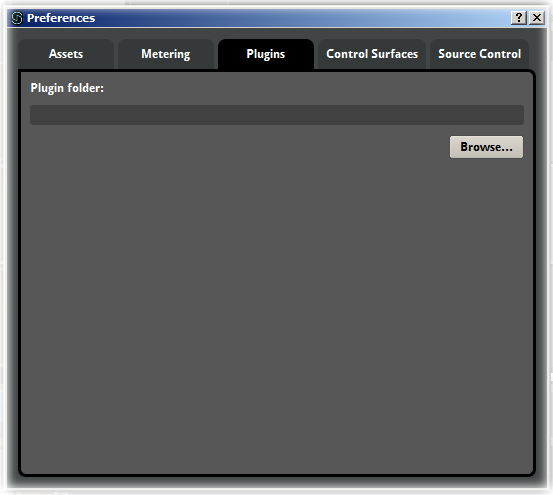 Preferences
Assets
Metering
Plugins
Control Surfaces
Source Control
Plugin folder:
Browse...